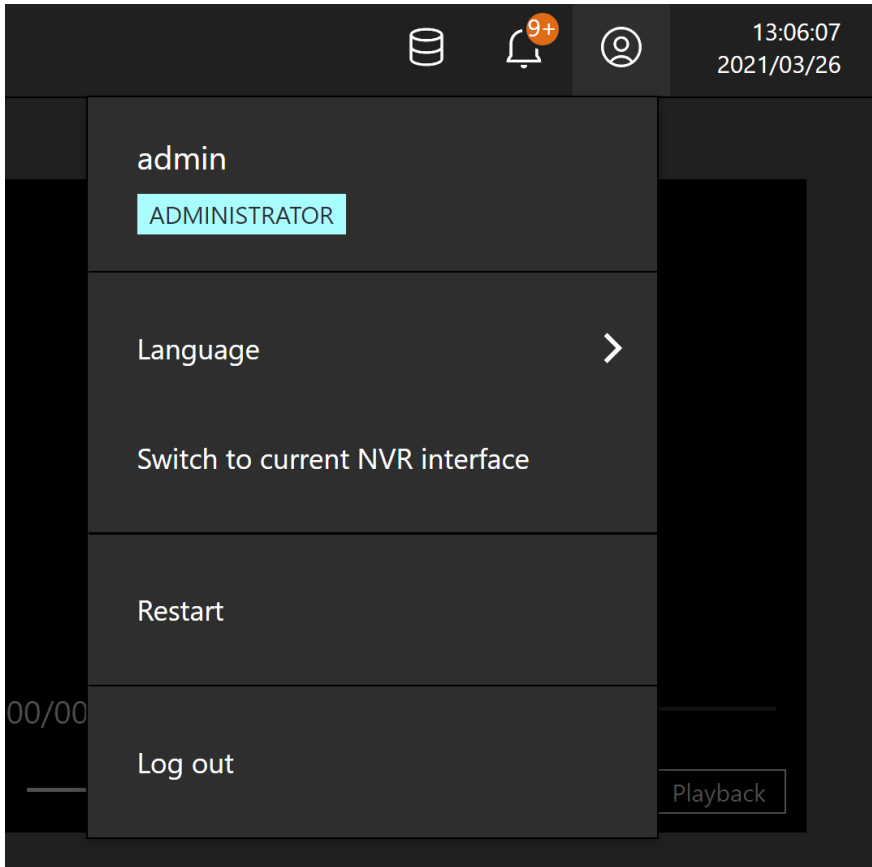 9+
13:06:07
2021/03/26
admin
ADMINISTRATOR
Language
Switch to current NVR interface
Restart
00/00
Log out
Playback